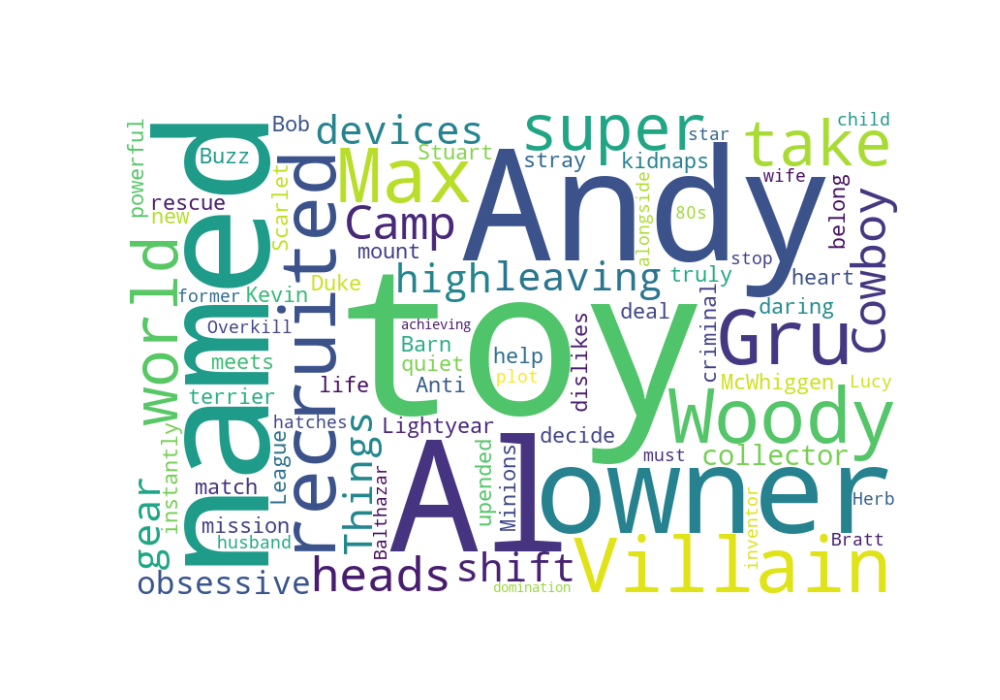 child
Bob
devices
super
star
take
powerful
Buzz
named
recruited
Max
Stuart
stray
kidnaps
Andy
wife
rescue
new
Scarlet
Camp
mount
alongside
80s
belong
Cowboy
world
former
Kevin
Duke
high
leaving
truly
stop
heart
Overkill
achieving
toy
deal
criminal
Gru
daring
meets
Barn
quiet
help
plot
dislikes
terrier
life
Anti
McWhiggen
Lucy
hatches
Lightyear
Woody
instantly
League
Things
decide
must
collector
gear
match
Balthazar
Al
upended
Minions
owner
Herb
mission
husband
inventor
Bratt
obsessive
heads
shift
Villain
domination